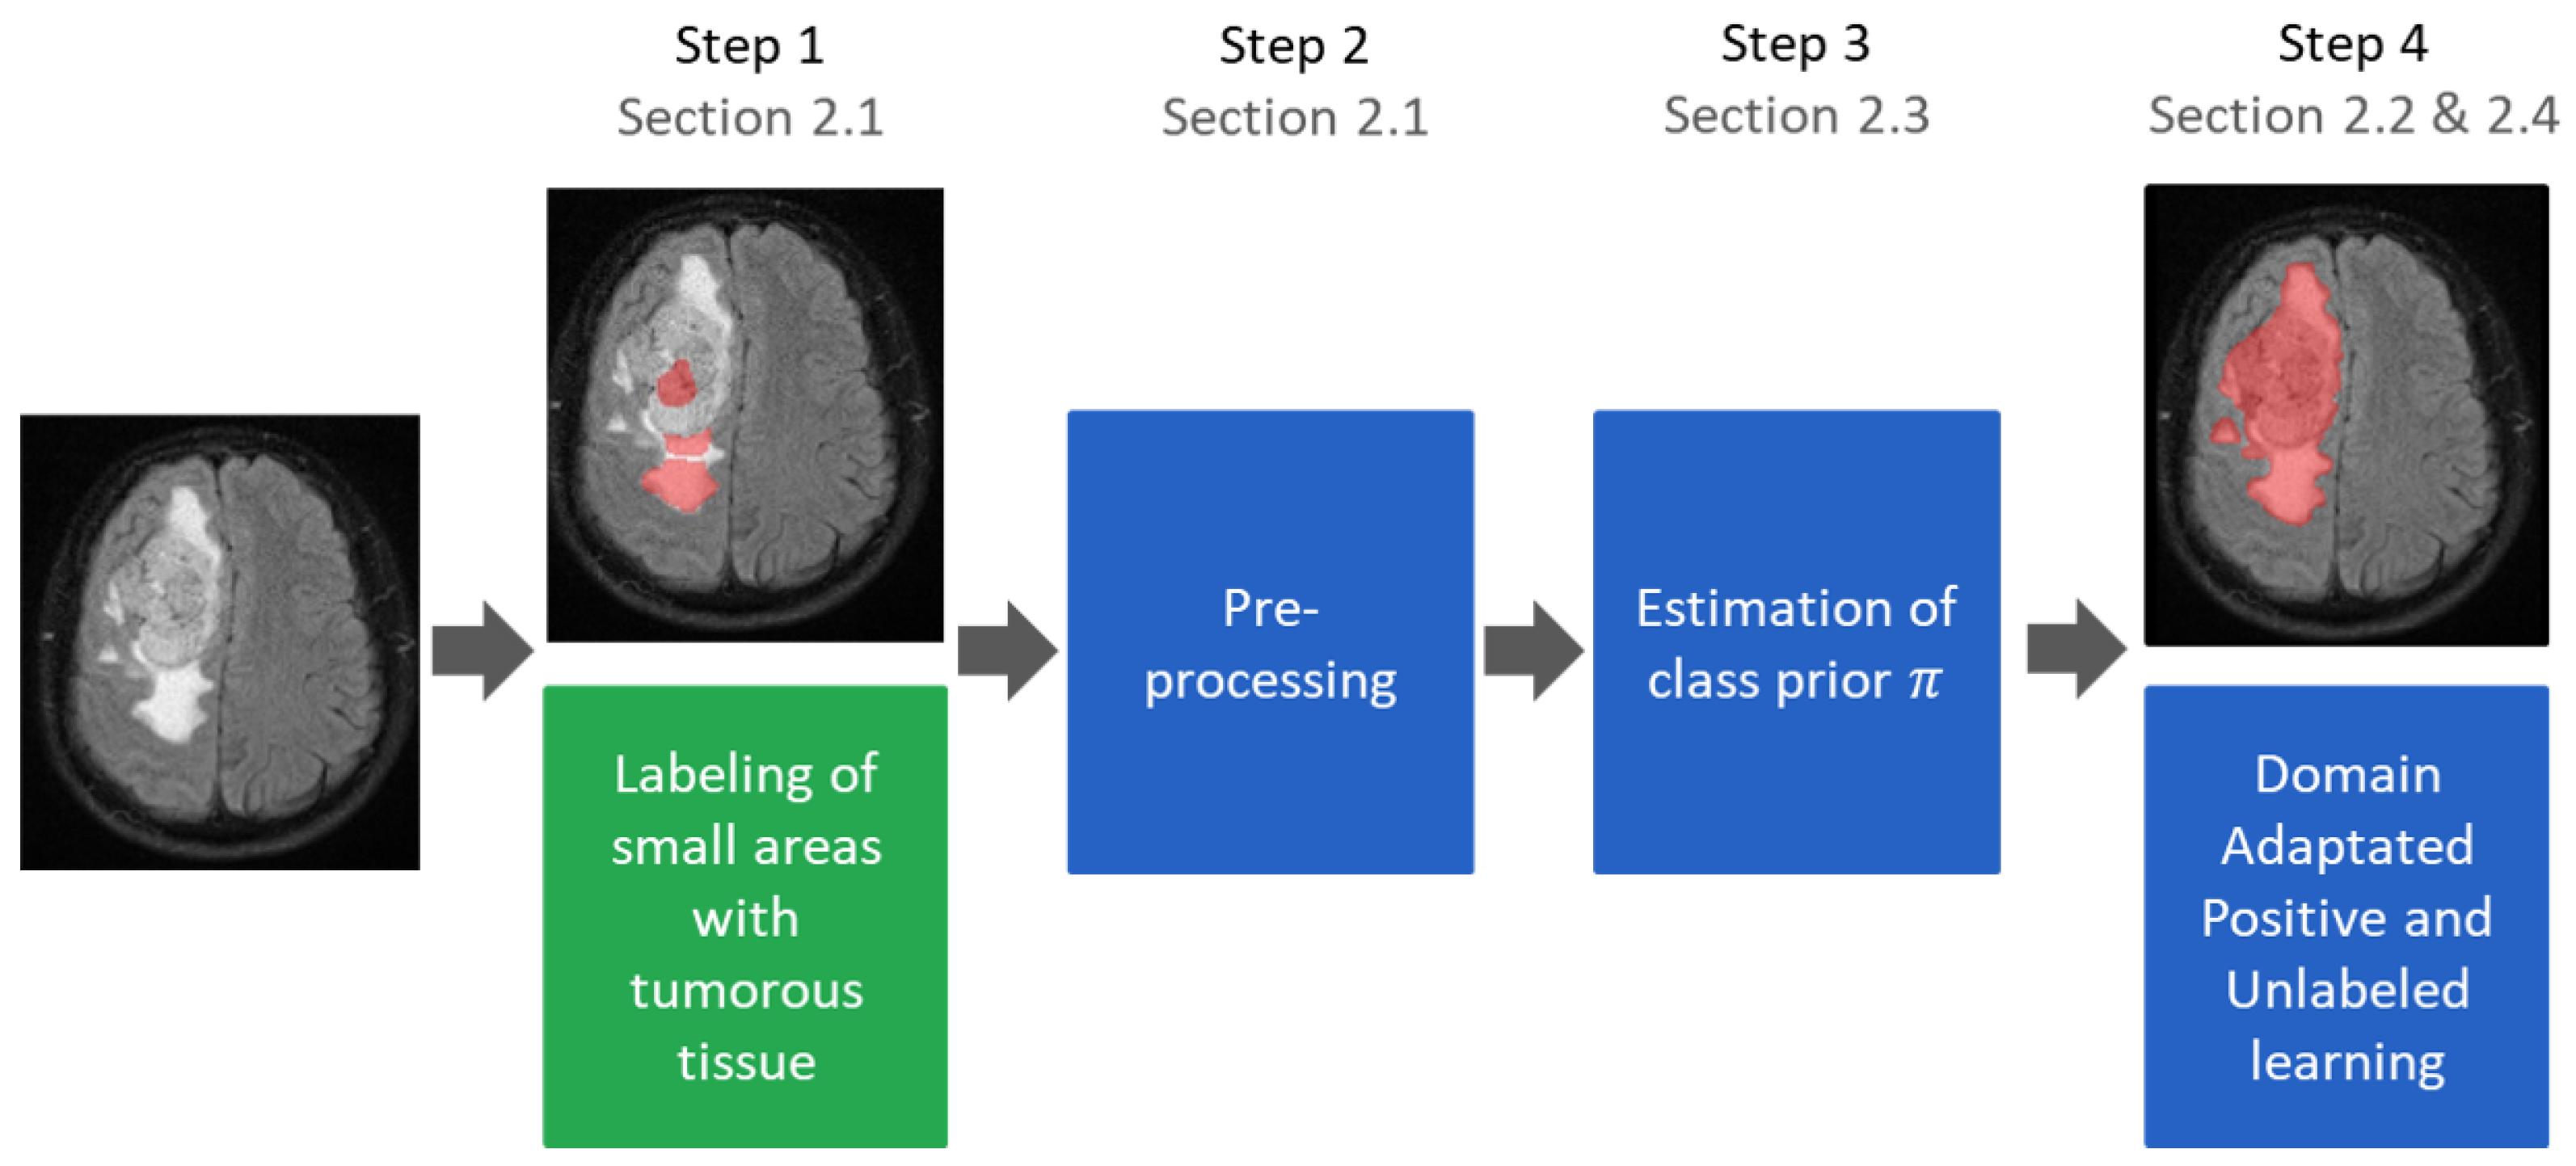 Step 1
Section 2.1
Step 2
Section 2.1
Step 3
Section 2.3
Step 4
Section 2.2 & 2.4
Labeling of
small areas
with
tumorous
tissue
Pre-
processing
Estimation of
class prior π
Domain
Adaptated
Positive and
Unlabeled
learning